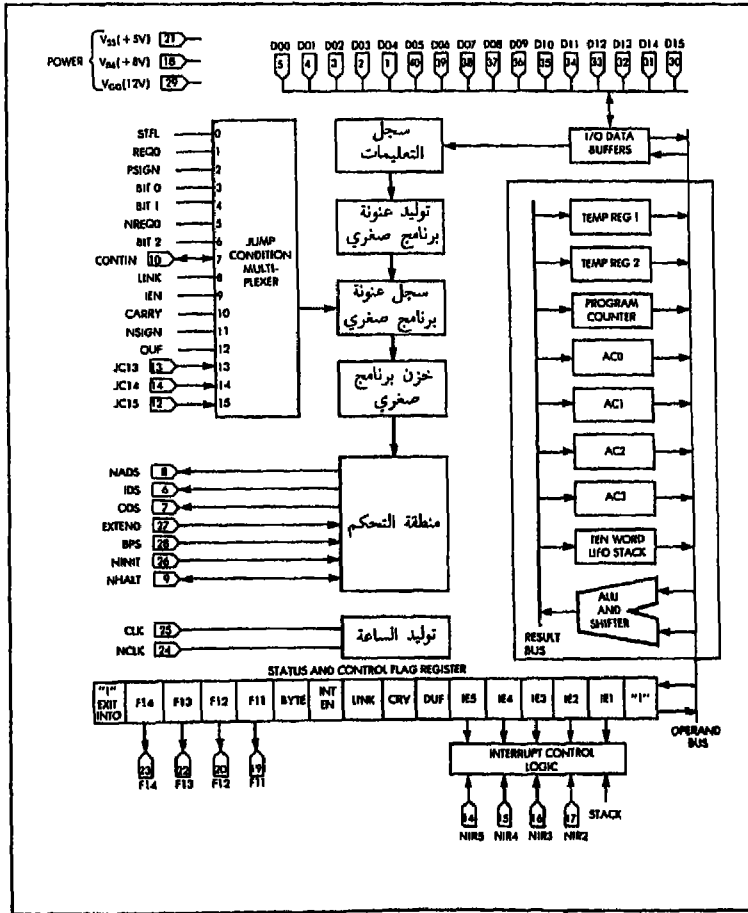 POWER
V_SS(+5V) 21
V_BB(+8V) 18
V_GG(12V) 29
D00 D01 D02 D03 D04 D05 D06 D07 D08 D09 D10 D11 D12 D13 D14 D15
5 4 3 2 1 40 39 38 37 36 35 34 33 32 31 30
I/O DATA
BUFFERS
سجل
التعليمات
توليد عنونة
برنامج صغري
سجل عنونة
برنامج صغري
خزن برنامج
صغري
منطقة التحكم
توليد الساعة
STFL 0
REQ0 1
PSIGN 2
BIT 0 3
BIT 1 4
NREQ0 5
BIT 2 6
CONTIN 10 7
LINK 8
IEN 9
CARRY 10
NSIGN 11
OUF 12
JC13 13 13
JC14 14 14
JC15 12 15
JUMP
CONDITION
MULTI-
PLEXER
NADS 8
IDS 6
ODS 7
EXTEND 27
BPS 28
NINIT 26
NHALT 9
CLK 25
NCLK 24
TEMP REG 1
TEMP REG 2
PROGRAM
COUNTER
AC0
AC1
AC2
AC3
TEN WORD
LIFO STACK
ALU
AND
SHIFTER
RESULT
BUS
OPERAND
BUS
STATUS AND CONTROL FLAG REGISTER
"1"
EXIT
INTO
F14 F13 F12 F11 BYTE
INT
EN
LINK CRY DUF IE5 IE4 IE3 IE2 IE1 "1"
23 22 20 19
F14 F13 F12 F11
INTERRUPT CONTROL
LOGIC
14 15 16 17 STACK
NIR5 NIR4 NIR3 NIR2